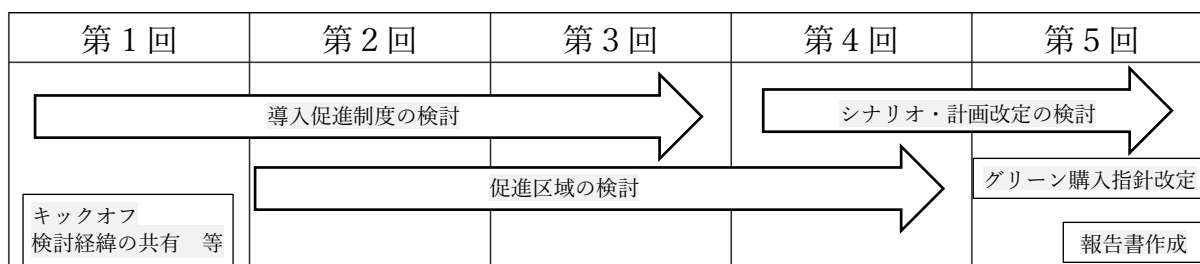 第1回
第2回
第3回
第4回
第5回
導入促進制度の検討
シナリオ・計画改定の検討
促進区域の検討
グリーン購入指針改定
キックオフ
検討経緯の共有　等
報告書作成